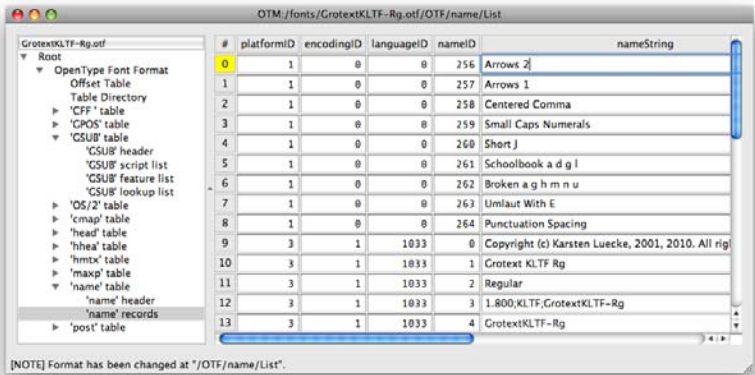 OTM:/fonts/GrotextKLTF-Rg.otf/OTF/name/List
GrotextKLTF-Rg.otf
Root
OpenType Font Format
Offset Table
Table Directory
'CFF ' table
'GPOS' table
'GSUB' table
'GSUB' header
'GSUB' script list
'GSUB' feature list
'GSUB' lookup list
'OS/2' table
'cmap' table
'head' table
'hhea' table
'hmtx' table
'maxp' table
'name' table
'name' header
'name' records
'post' table
# platformID encodingID languageID nameID nameString
0 1 0 0 256 Arrows 2
1 1 0 0 257 Arrows 1
2 1 0 0 258 Centered Comma
3 1 0 0 259 Small Caps Numerals
4 1 0 0 260 Short J
5 1 0 0 261 Schoolbook a d g l
6 1 0 0 262 Broken a g h m n u
7 1 0 0 263 Umlaut With E
8 1 0 0 264 Punctuation Spacing
9 3 1 1033 0 Copyright (c) Karsten Luecke, 2001, 2010. All rig
10 3 1 1033 1 Grotext KLTF Rg
11 3 1 1033 2 Regular
12 3 1 1033 3 1.800;KLTF;GrotextKLTF-Rg
13 3 1 1033 4 GrotextKLTF-Rg
[NOTE] Format has been changed at "/OTF/name/List".